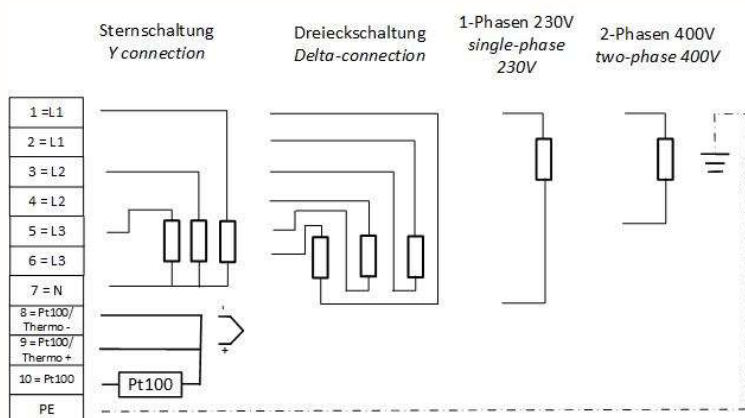 Sternschaltung
Y connection
Dreieckschaltung
Delta-connection
1-Phasen 230V
single-phase
230V
2-Phasen 400V
two-phase 400V
1 =L1
2 = L1
3 = L2
4 = L2
5 = L3
6 = L3
7 = N
8 = Pt100/
Thermo -
9 = Pt100/
Thermo +
10 = Pt100
PE
-
+
Pt100